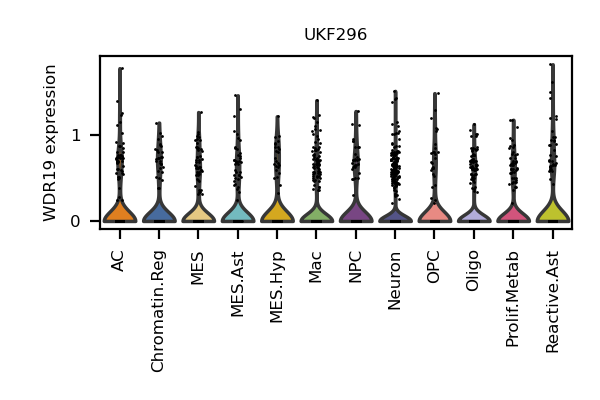 UKF296
WDR19 expression
1
0
AC
Chromatin.Reg
MES
MES.Ast
MES.Hyp
Mac
NPC
Neuron
OPC
Oligo
Prolif.Metab
Reactive.Ast